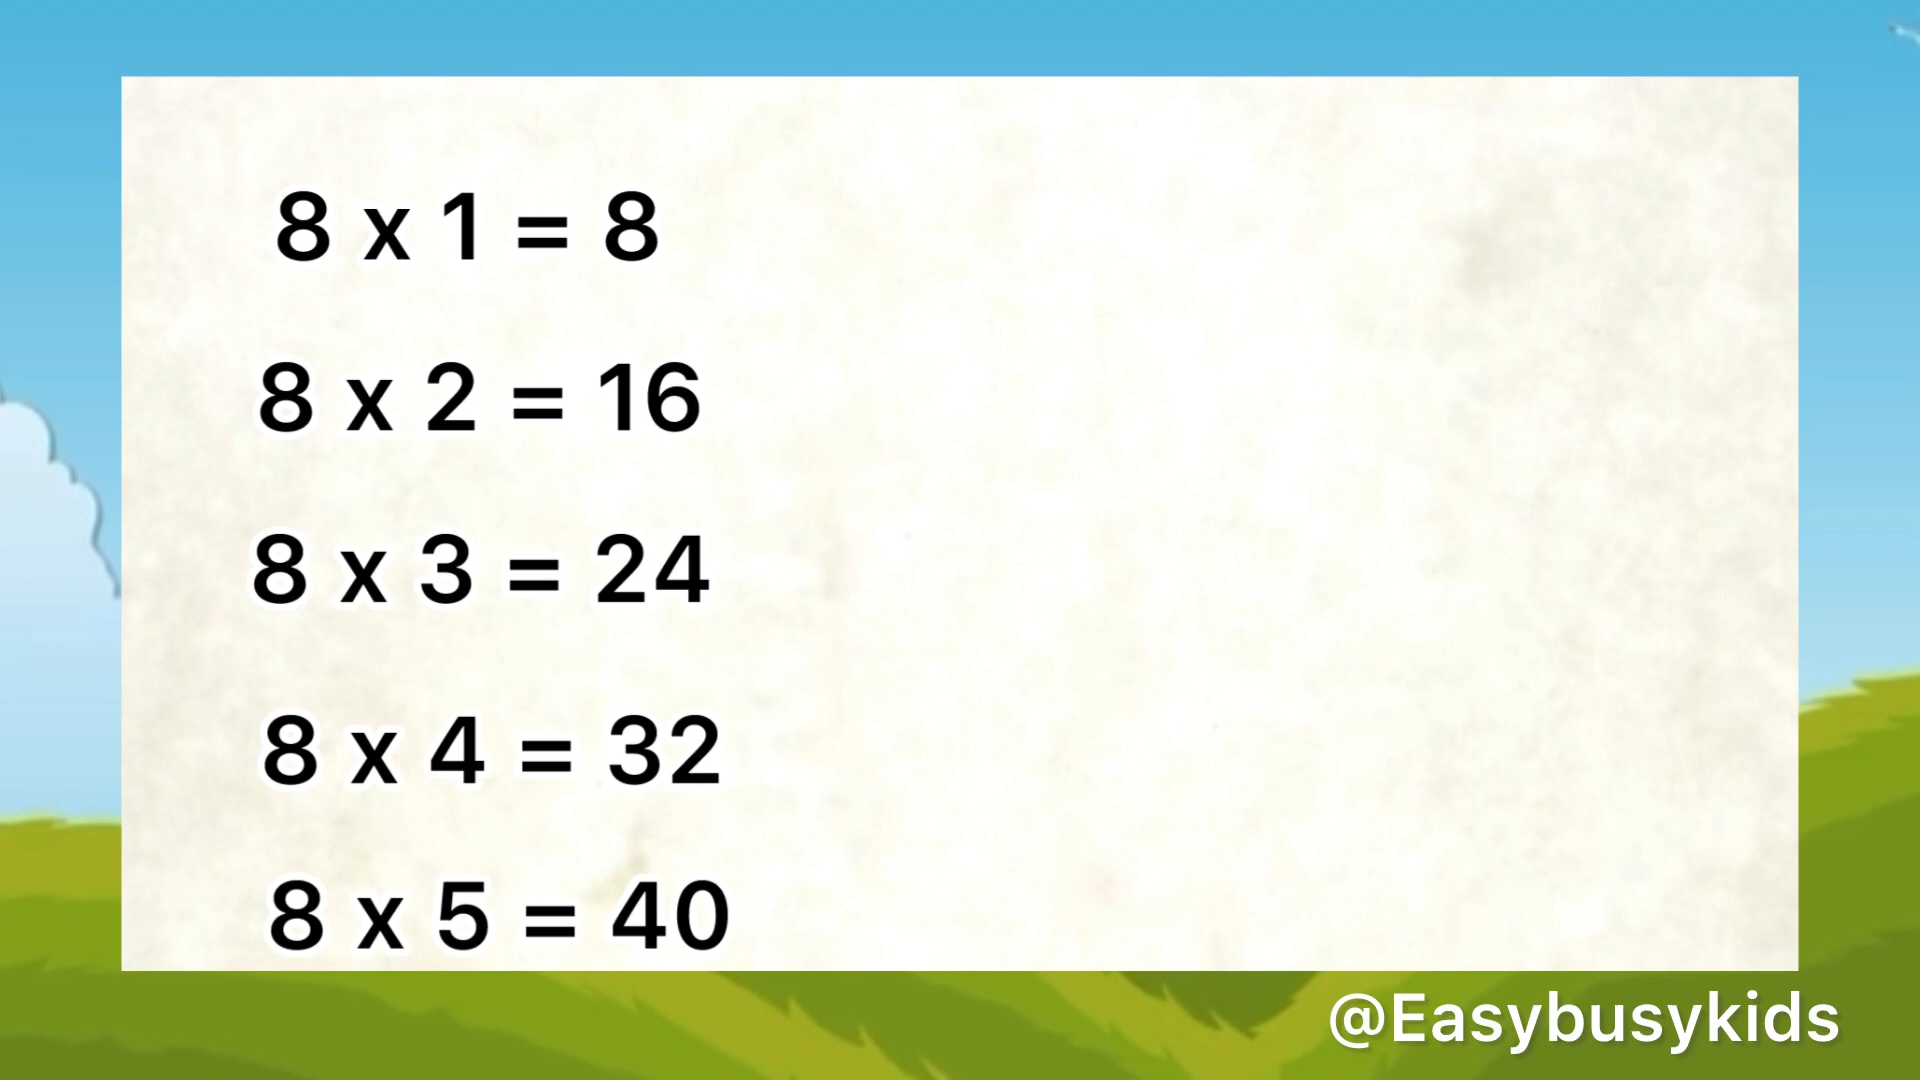 8 x 1 = 8
8 x 2 = 16
8 x 3 = 24
8 x 4 = 32
8 x 5 = 40
@Easybusykids